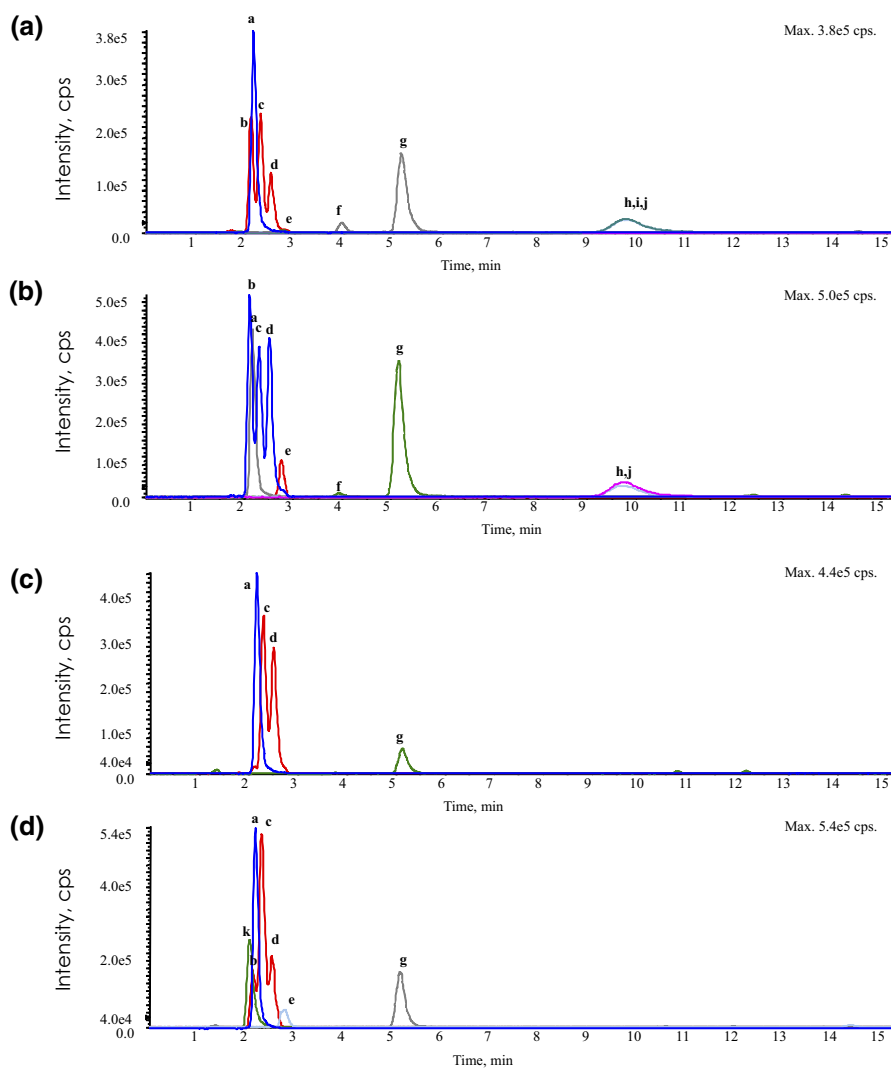 (a)
a
Max. 3.8e5 cps.
3.8e5
3.0e5
2.0e5
1.0e5
0.0
Intensity, cps
b
c
d
e
f
g
h,i,j
1 2 3 4 5 6 7 8 9 10 11 12 13 14 15
Time, min
(b)
b
Max. 5.0e5 cps.
5.0e5
4.0e5
3.0e5
2.0e5
1.0e5
0.0
Intensity, cps
a
c
d
e
f
g
h,j
1 2 3 4 5 6 7 8 9 10 11 12 13 14 15
Time, min
(c)
Max. 4.4e5 cps.
4.0e5
3.0e5
2.0e5
1.0e5
4.0e4
0.0
Intensity, cps
a
c
d
g
1 2 3 4 5 6 7 8 9 10 11 12 13 14 15
Time, min
(d)
Max. 5.4e5 cps.
5.4e5
4.0e5
2.0e5
4.0e4
0.0
Intensity, cps
a
c
k
b
d
e
g
1 2 3 4 5 6 7 8 9 10 11 12 13 14 15
Time, min